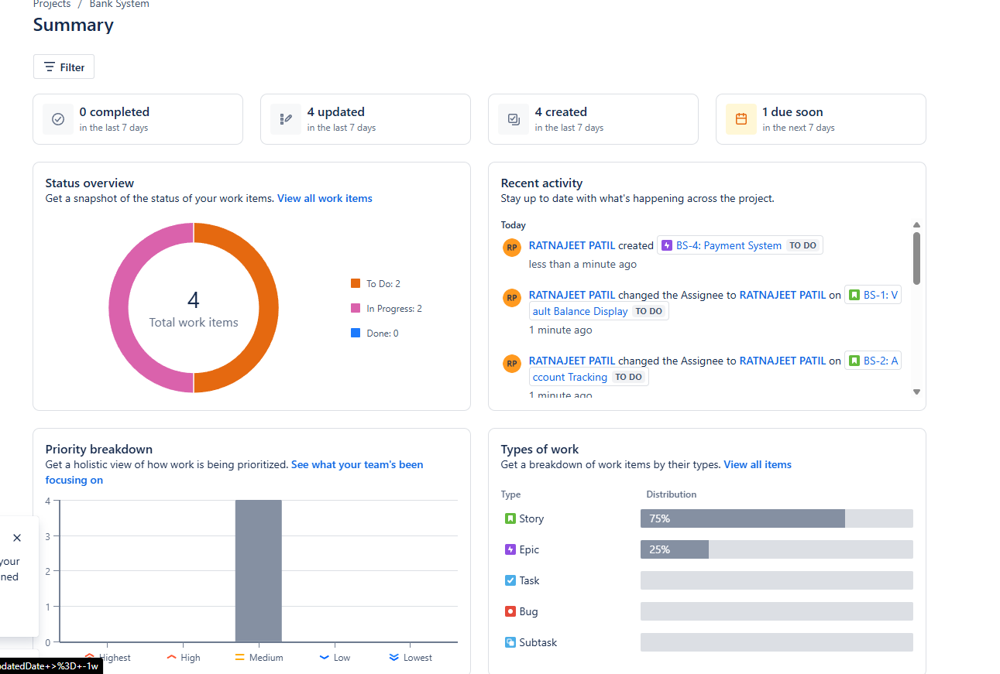 Projects / Bank System
Summary
Filter
0 completed
in the last 7 days
4 updated
in the last 7 days
4 created
in the last 7 days
1 due soon
in the next 7 days
Status overview
Get a snapshot of the status of your work items. View all work items
4
Total work items
To Do: 2
In Progress: 2
Done: 0
Recent activity
Stay up to date with what's happening across the project.
Today
RP
RATNAJEET PATIL created BS-4: Payment System TO DO
less than a minute ago
RP
RATNAJEET PATIL changed the Assignee to RATNAJEET PATIL on BS-1: V
ault Balance Display TO DO
1 minute ago
RP
RATNAJEET PATIL changed the Assignee to RATNAJEET PATIL on BS-2: A
ccount Tracking TO DO
1 minute ago
Priority breakdown
Get a holistic view of how work is being prioritized. See what your team's been
focusing on
4
3
2
1
0
Highest
High
Medium
Low
Lowest
your
ned
odatedDate+>%3D+-1w
Types of work
Get a breakdown of work items by their types. View all items
Type Distribution
Story 75%
Epic 25%
Task
Bug
Subtask